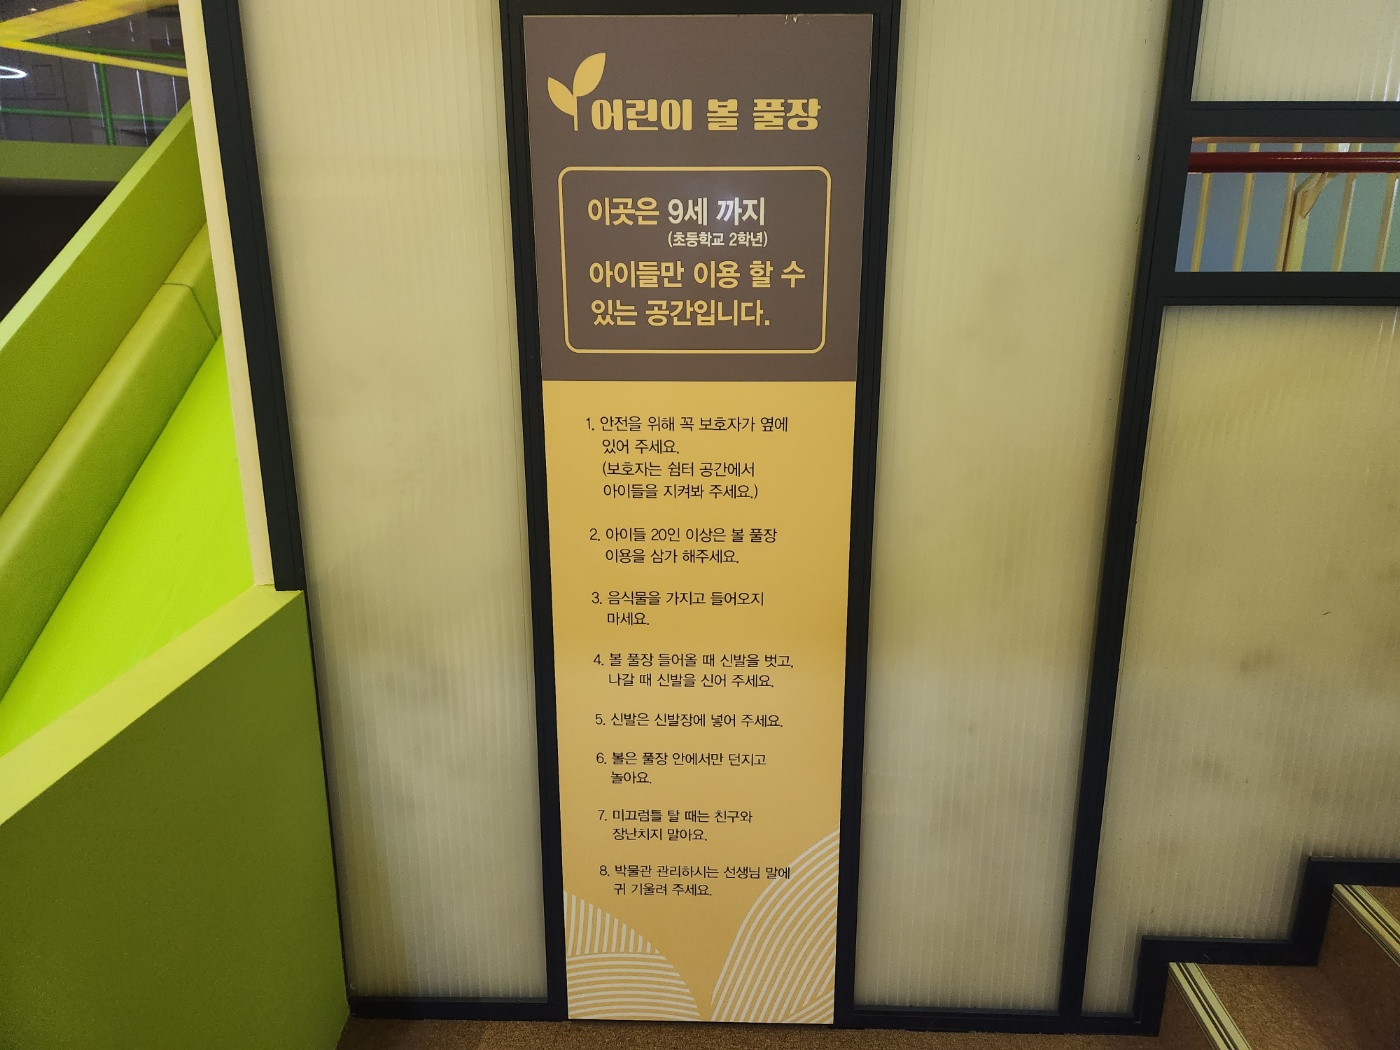 어린이 볼 풀장
이곳은 9세 까지
(초등학교 2학년)
아이들만 이용 할 수
있는 공간입니다.
1. 안전을 위해 꼭 보호자가 옆에
있어 주세요.
(보호자는 쉼터 공간에서
아이들을 지켜봐 주세요.)
2. 아이들 20인 이상은 볼 풀장
이용을 삼가 해주세요.
3. 음식물을 가지고 들어오지
마세요.
4. 볼 풀장 들어올 때 신발을 벗고,
나갈 때 신발을 신어 주세요.
5. 신발은 신발장에 넣어 주세요.
6. 볼은 풀장 안에서만 던지고
놀아요.
7. 미끄럼틀 탈 때는 친구와
장난치지 말아요.
8. 박물관 관리하시는 선생님 말에
귀 기울려 주세요.